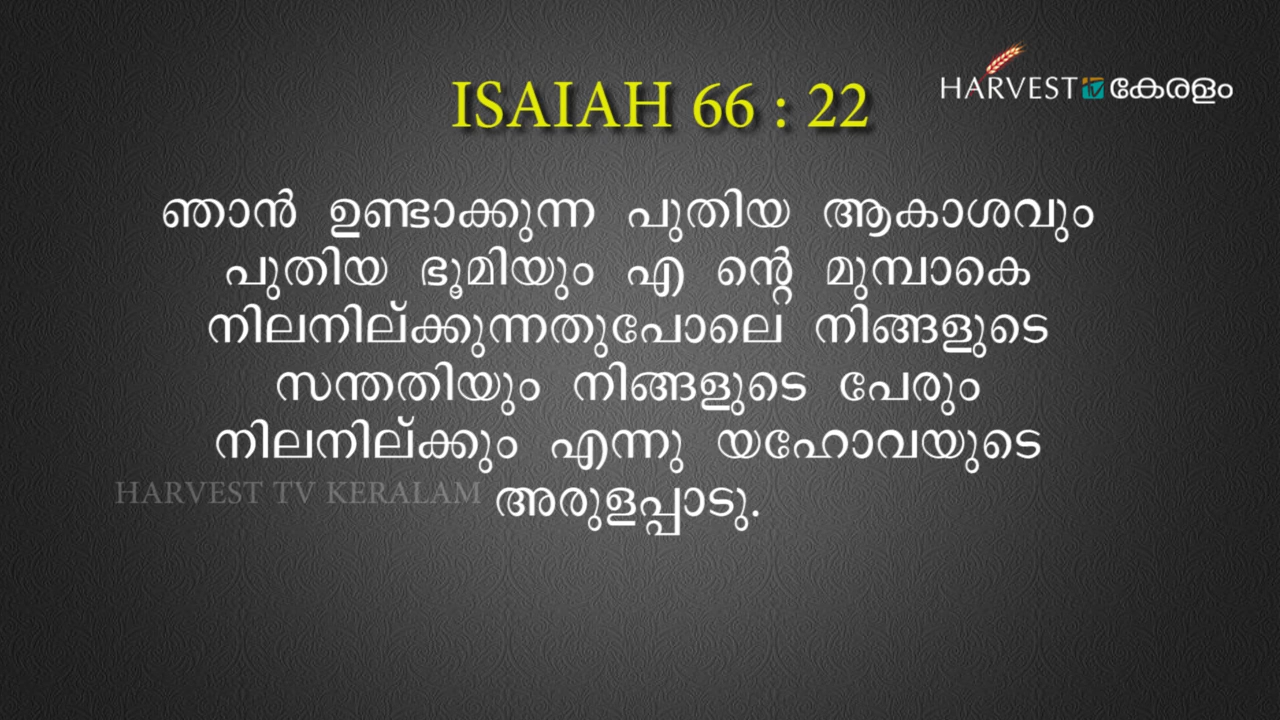 ISAIAH 66 : 22
HARVEST tv കേരളം
ഞാൻ ഉണ്ടാക്കുന്ന പുതിയ ആകാശവും
പുതിയ ഭൂമിയും എ ന്റെ മുമ്പാകെ
നിലനില്ക്കുന്നതുപോലെ നിങ്ങളുടെ
സന്തതിയും നിങ്ങളുടെ പേരും
നിലനില്ക്കും എന്നു യഹോവയുടെ
അരുളപ്പാടു.
HARVEST TV KERALAM